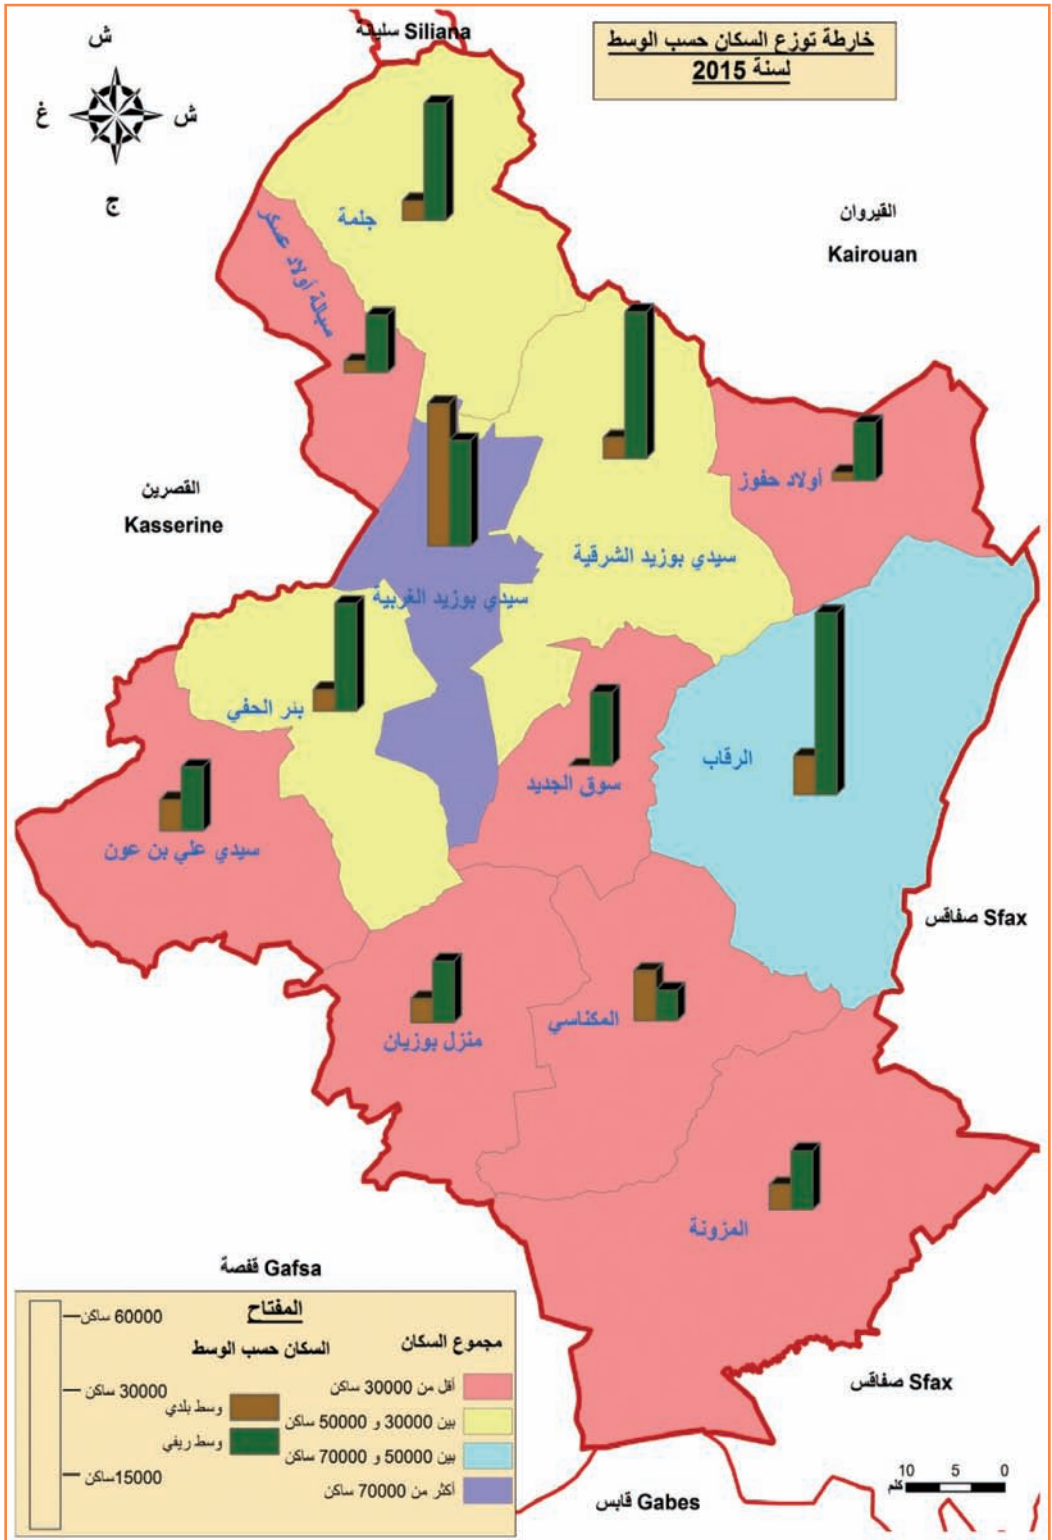 خارطة توزع السكان حسب الوسط
لسنة 2015
سليانة Siliana
ش
غ
ش
ج
القيروان
Kairouan
جلمة
سبالة أولاد عسكر
أولاد حفوز
القصرين
Kasserine
سيدي بوزيد الشرقية
سيدي بوزيد الغربية
بئر الحفي
الرقاب
سوق الجديد
سيدي علي بن عون
صفاقس Sfax
المكناسي
منزل بوزيان
المزونة
قفصة Gafsa
المفتاح
مجموع السكان
أقل من 30000 ساكن
بين 30000 و 50000 ساكن
بين 50000 و 70000 ساكن
أكثر من 70000 ساكن
السكان حسب الوسط
وسط بلدي
وسط ريفي
60000 ساكن
30000 ساكن
15000 ساكن
صفاقس Sfax
قابس Gabes
10 5 0
كلم